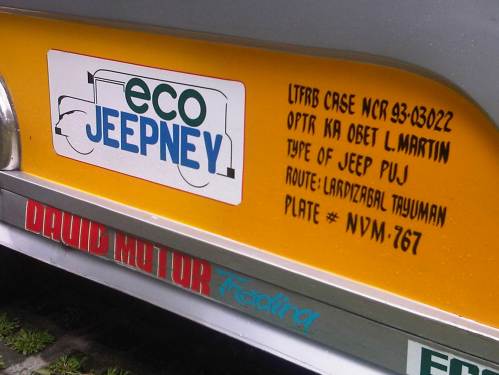 eco
JEEPNEY
LTFRB CASE NCR 93-03022
OPTR KA OBET L. MARTIN
TYPE OF JEEP PUJ
ROUTE: LARDIZABAL TAYUMAN
PLATE # NVM-767
DAVID MOTOR Trading